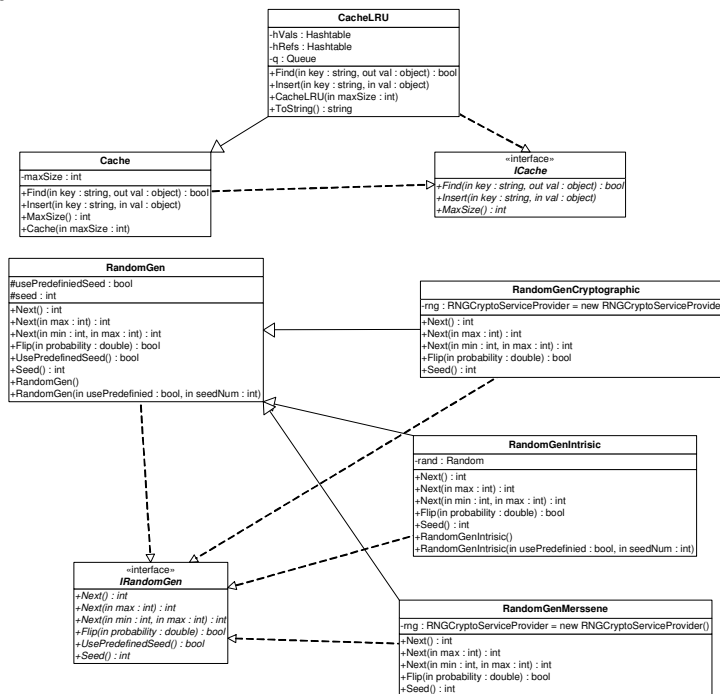 CacheLRU
-hVals : Hashtable
-hRefs : Hashtable
-q : Queue
+Find(in key : string, out val : object) : bool
+Insert(in key : string, in val : object)
+CacheLRU(in maxSize : int)
+ToString() : string
Cache
-maxSize : int
+Find(in key : string, out val : object) : bool
+Insert(in key : string, in val : object)
+MaxSize() : int
+Cache(in maxSize : int)
«interface»
ICache
+Find(in key : string, out val : object) : bool
+Insert(in key : string, in val : object)
+MaxSize() : int
RandomGen
#usePredefiniedSeed : bool
#seed : int
+Next() : int
+Next(in max : int) : int
+Next(in min : int, in max : int) : int
+Flip(in probability : double) : bool
+UsePredefinedSeed() : bool
+Seed() : int
+RandomGen()
+RandomGen(in usePredefinied : bool, in seedNum : int)
RandomGenCryptographic
-rng : RNGCryptoServiceProvider = new RNGCryptoServiceProvide
+Next() : int
+Next(in max : int) : int
+Next(in min : int, in max : int) : int
+Flip(in probability : double) : bool
+Seed() : int
RandomGenIntrisic
-rand : Random
+Next() : int
+Next(in max : int) : int
+Next(in min : int, in max : int) : int
+Flip(in probability : double) : bool
+Seed() : int
+RandomGenIntrisic()
+RandomGenIntrisic(in usePredefinied : bool, in seedNum : int)
«interface»
IRandomGen
+Next() : int
+Next(in max : int) : int
+Next(in min : int, in max : int) : int
+Flip(in probability : double) : bool
+UsePredefinedSeed() : bool
+Seed() : int
RandomGenMerssene
-rng : RNGCryptoServiceProvider = new RNGCryptoServiceProvider()
+Next() : int
+Next(in max : int) : int
+Next(in min : int, in max : int) : int
+Flip(in probability : double) : bool
+Seed() : int